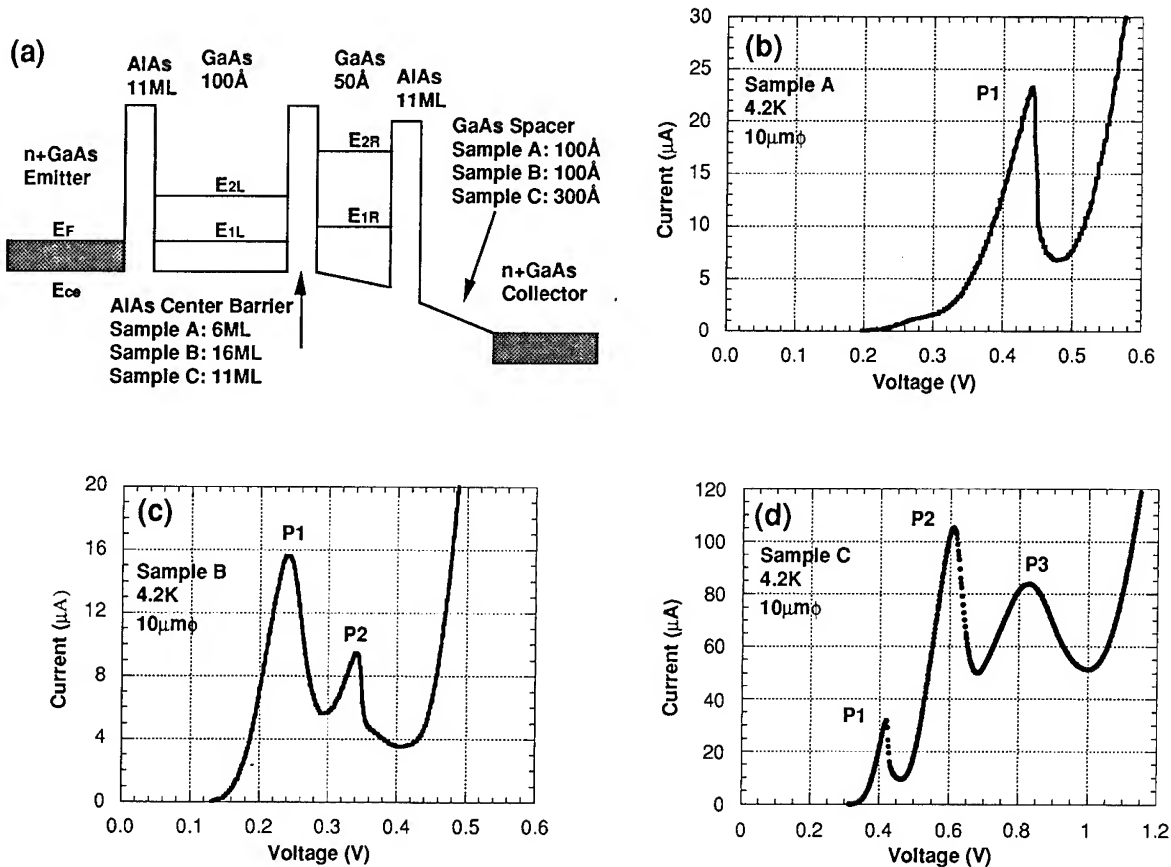 (a)
AlAs
11ML
GaAs
100Å
GaAs
50Å
AlAs
11ML
n+GaAs
Emitter
EF
Ece
E2L
E1L
E2R
E1R
GaAs Spacer
Sample A: 100Å
Sample B: 100Å
Sample C: 300Å
n+GaAs
Collector
AlAs Center Barrier
Sample A: 6ML
Sample B: 16ML
Sample C: 11ML
(b)
Sample A
4.2K
10μmϕ
P1
Current (μA)
30
25
20
15
10
5
0
0.0 0.1 0.2 0.3 0.4 0.5 0.6
Voltage (V)
(c)
Sample B
4.2K
10μmϕ
P1
P2
Current (μA)
20
16
12
8
4
0
0.0 0.1 0.2 0.3 0.4 0.5 0.6
Voltage (V)
(d)
Sample C
4.2K
10μmϕ
P1
P2
P3
Current (μA)
120
100
80
60
40
20
0
0 0.2 0.4 0.6 0.8 1 1.2
Voltage (V)